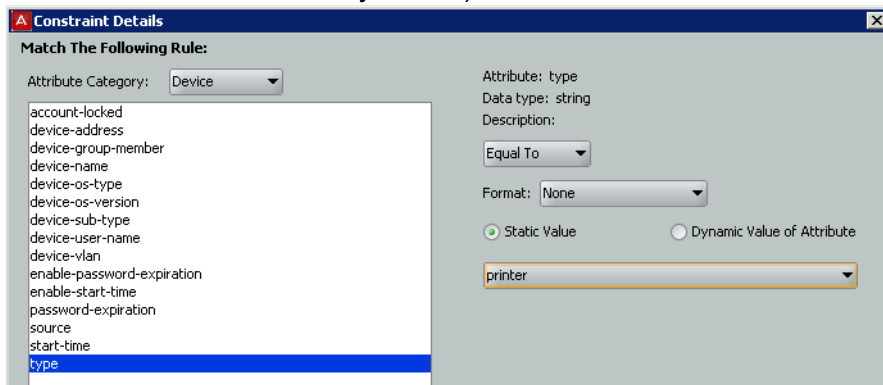 Constraint Details
Match The Following Rule:
Attribute Category: Device
account-locked
device-address
device-group-member
device-name
device-os-type
device-os-version
device-sub-type
device-user-name
device-vlan
enable-password-expiration
enable-start-time
password-expiration
source
start-time
type
Attribute: type
Data type: string
Description:
Equal To
Format: None
Static Value Dynamic Value of Attribute
printer